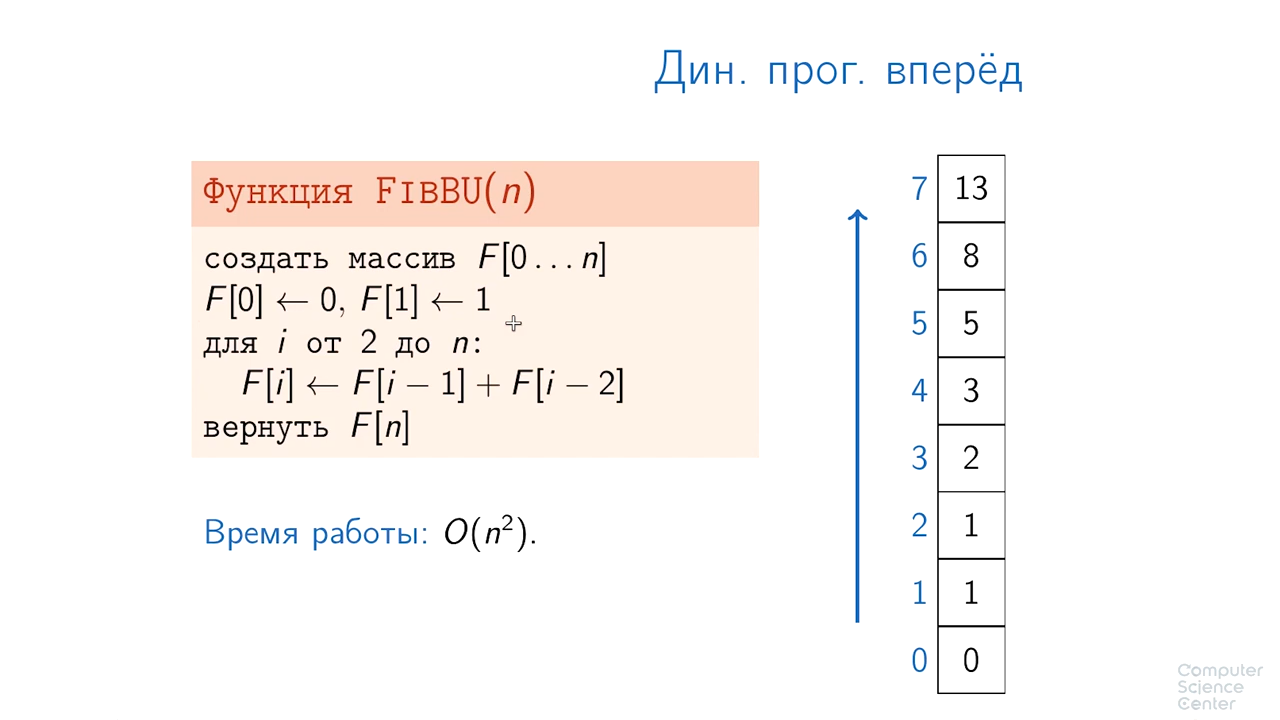 Дин. прог. вперёд
Функция FibBU(n)
создать массив F[0...n]
F[0] ← 0, F[1] ← 1
для i от 2 до n:
F[i] ← F[i − 1] + F[i − 2]
вернуть F[n]
Время работы: O(n²).
7 13
6 8
5 5
4 3
3 2
2 1
1 1
0 0
Computer
Science
Center